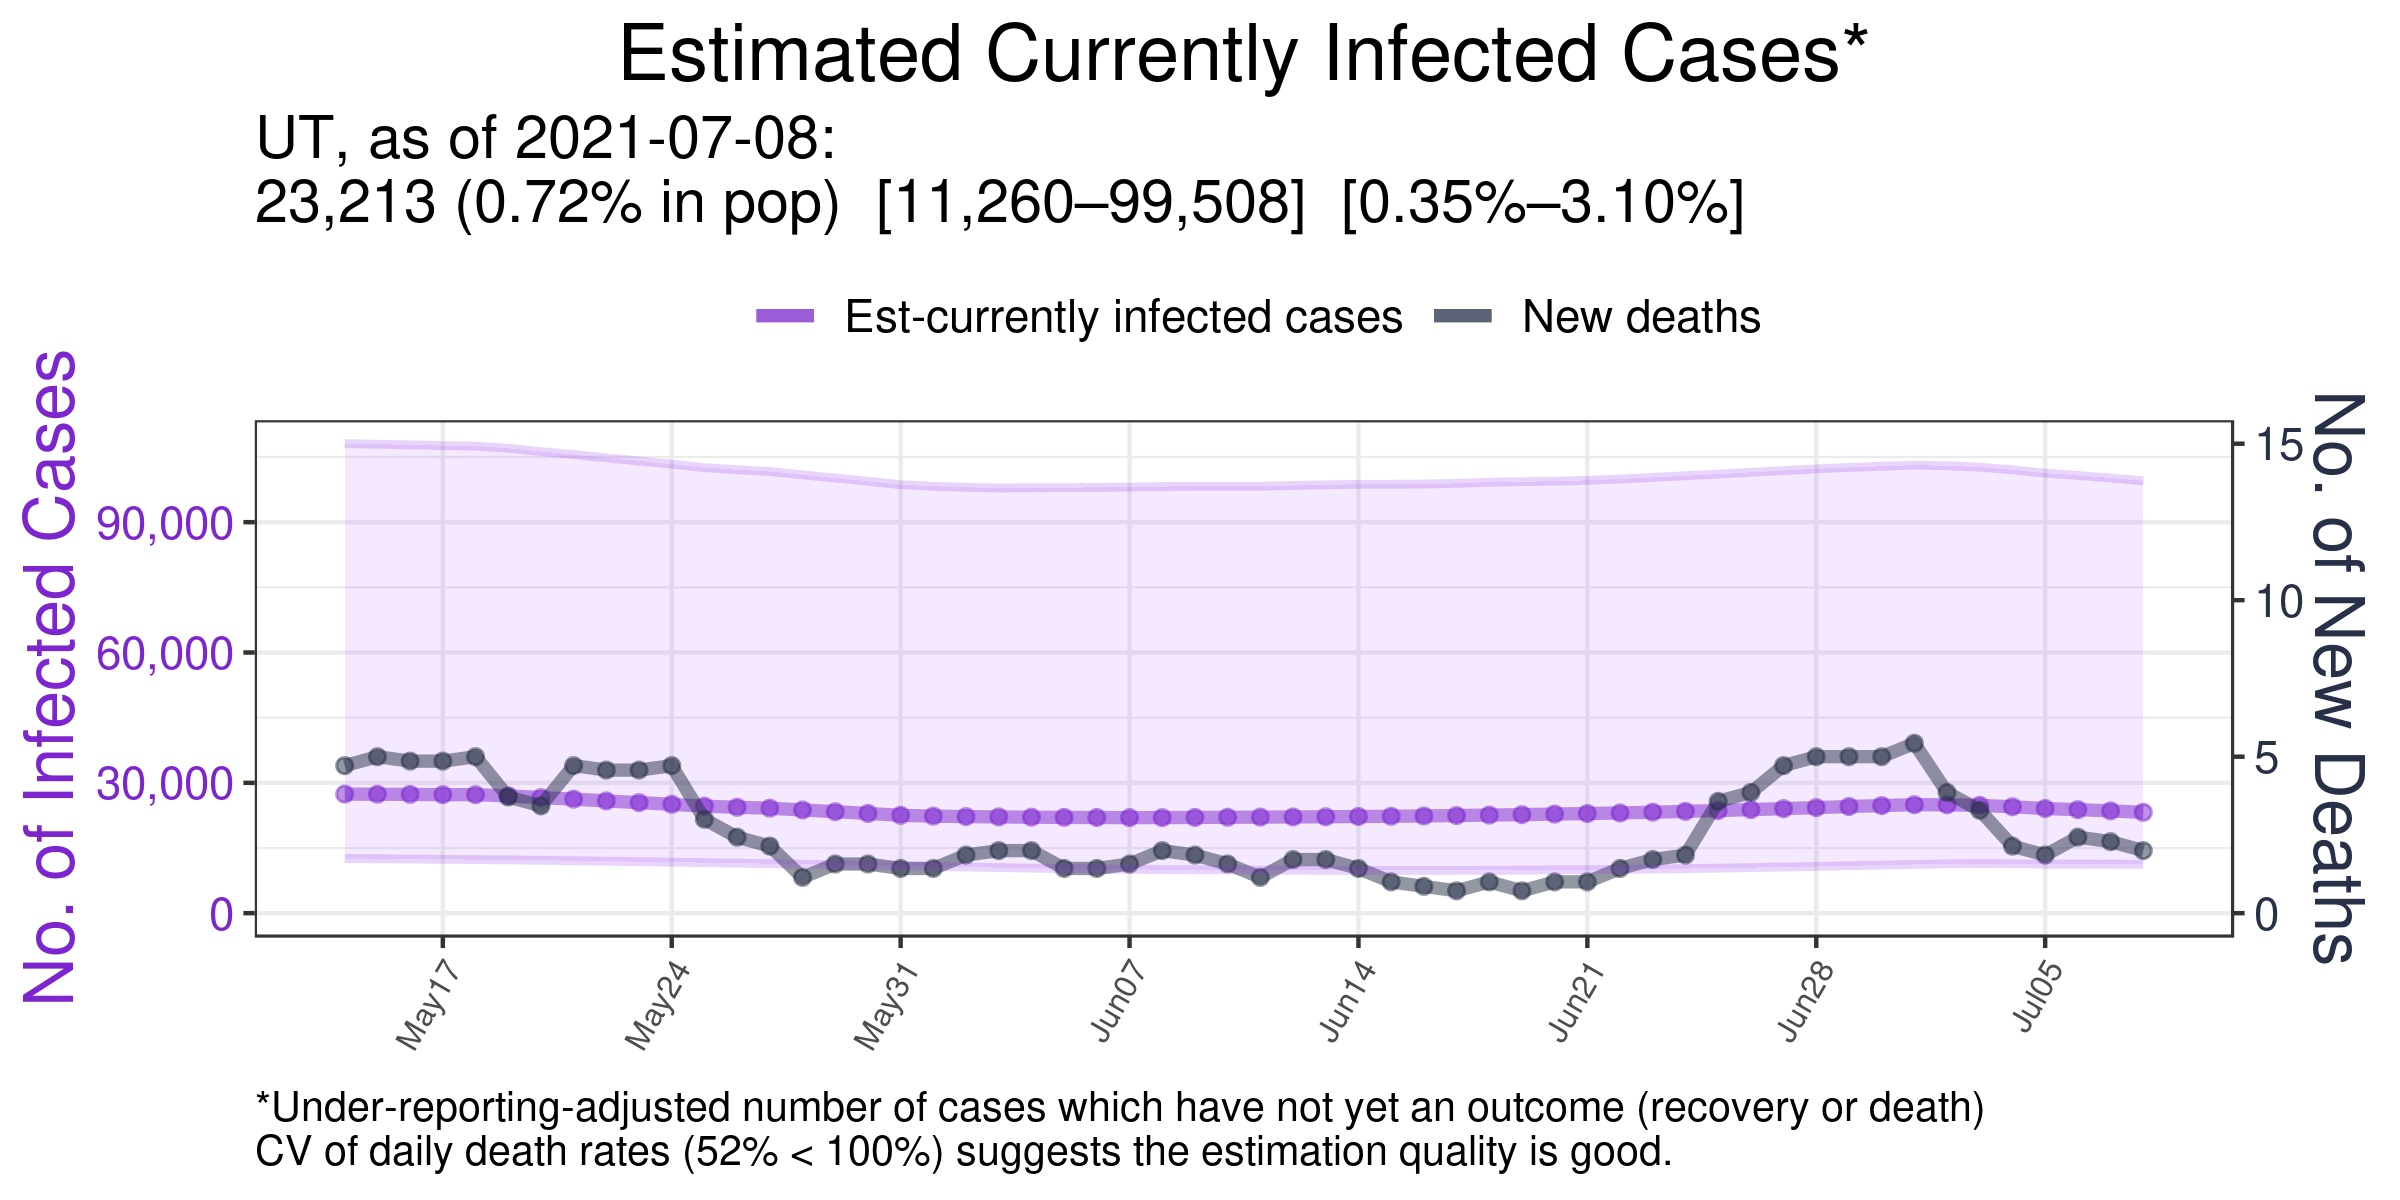 Estimated Currently Infected Cases*
UT, as of 2021-07-08:
23,213 (0.72% in pop)  [11,260–99,508]  [0.35%–3.10%]
Est-currently infected cases
New deaths
No. of Infected Cases
90,000
60,000
30,000
0
15
10
5
0
No. of New Deaths
May17
May24
May31
Jun07
Jun14
Jun21
Jun28
Jul05
*Under-reporting-adjusted number of cases which have not yet an outcome (recovery or death)
CV of daily death rates (52% < 100%) suggests the estimation quality is good.